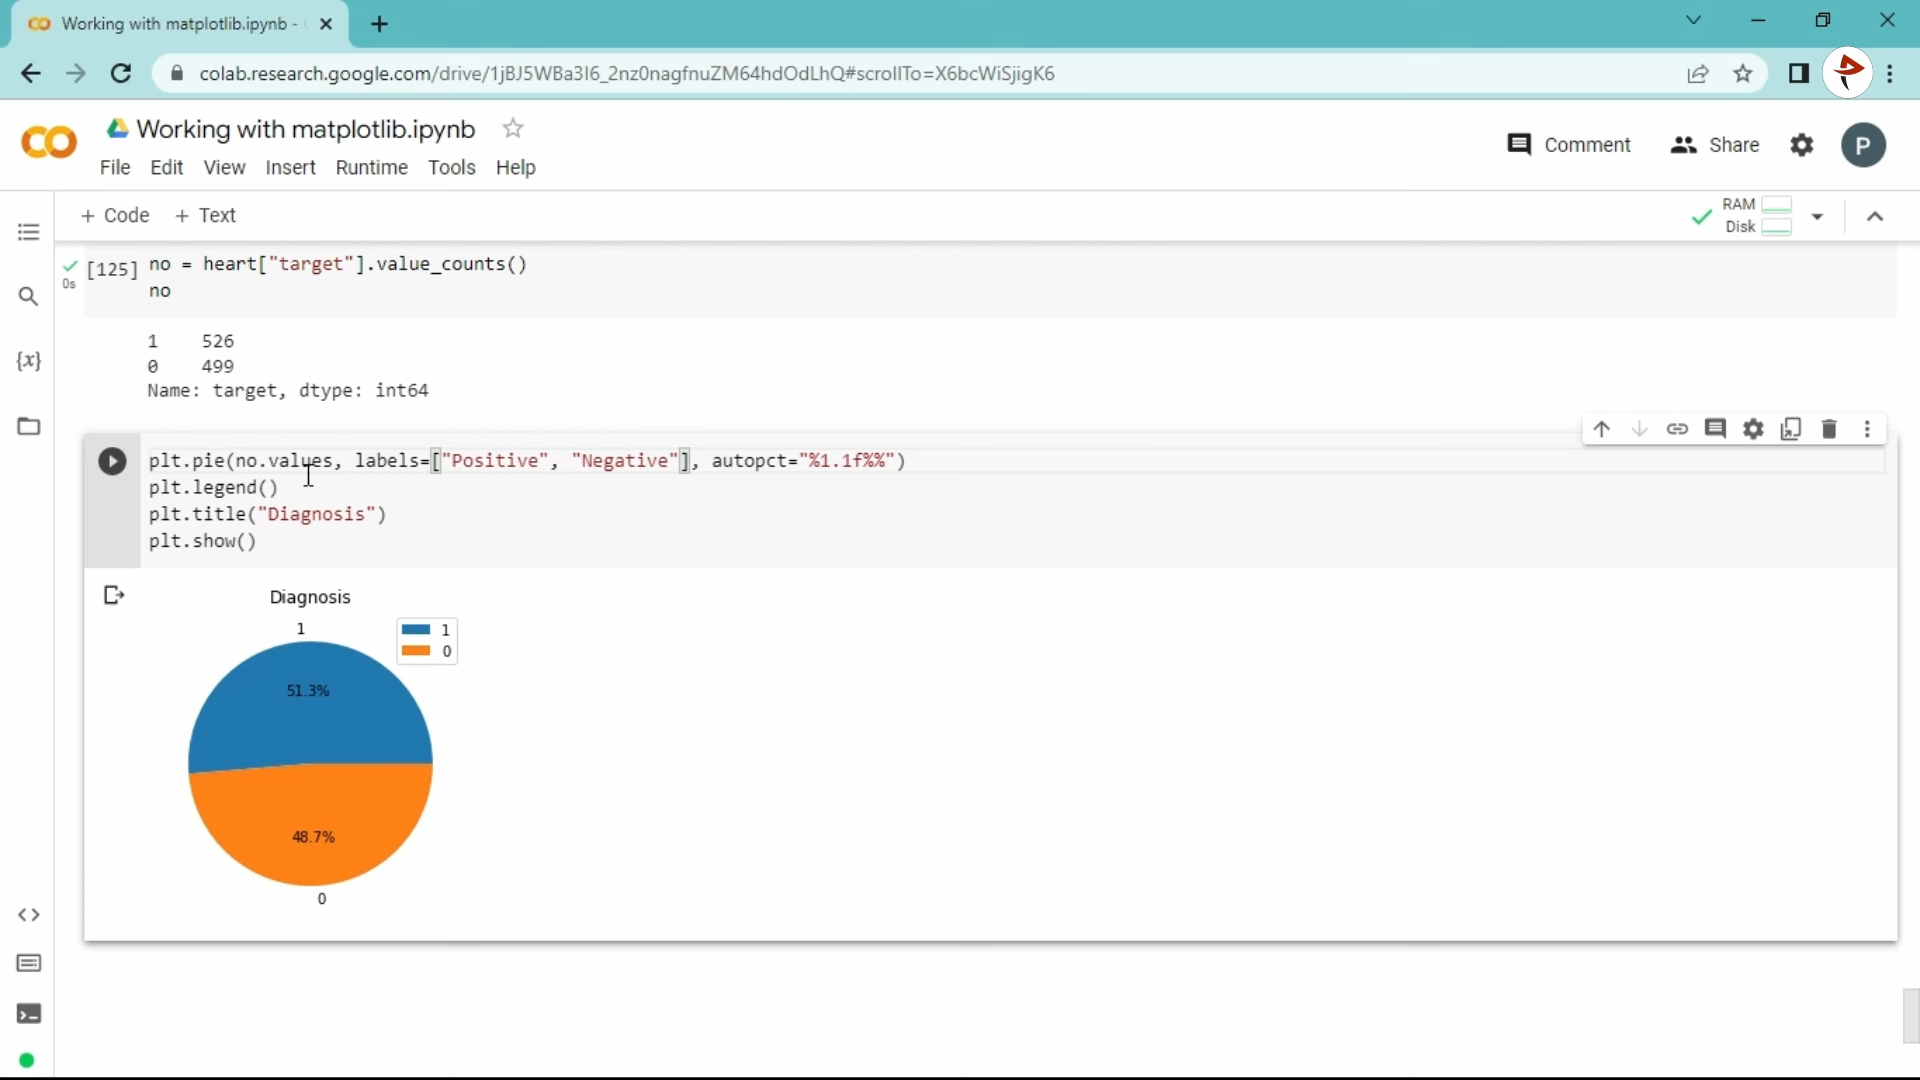 Working with matplotlib.ipynb -
colab.research.google.com/drive/1jBJ5WBa3I6_2nz0nagfnuZM64hdOdLhQ#scrollTo=X6bcWiSjigK6
Working with matplotlib.ipynb
Comment
Share
P
File Edit View Insert Runtime Tools Help
+ Code + Text
RAM
Disk
0s
[125] no = heart["target"].value_counts()
no
1 526
0 499
Name: target, dtype: int64
{x}
plt.pie(no.values, labels=["Positive", "Negative"], autopct="%1.1f%%")
plt.legend()
plt.title("Diagnosis")
plt.show()
Diagnosis
1
1
0
51.3%
48.7%
0